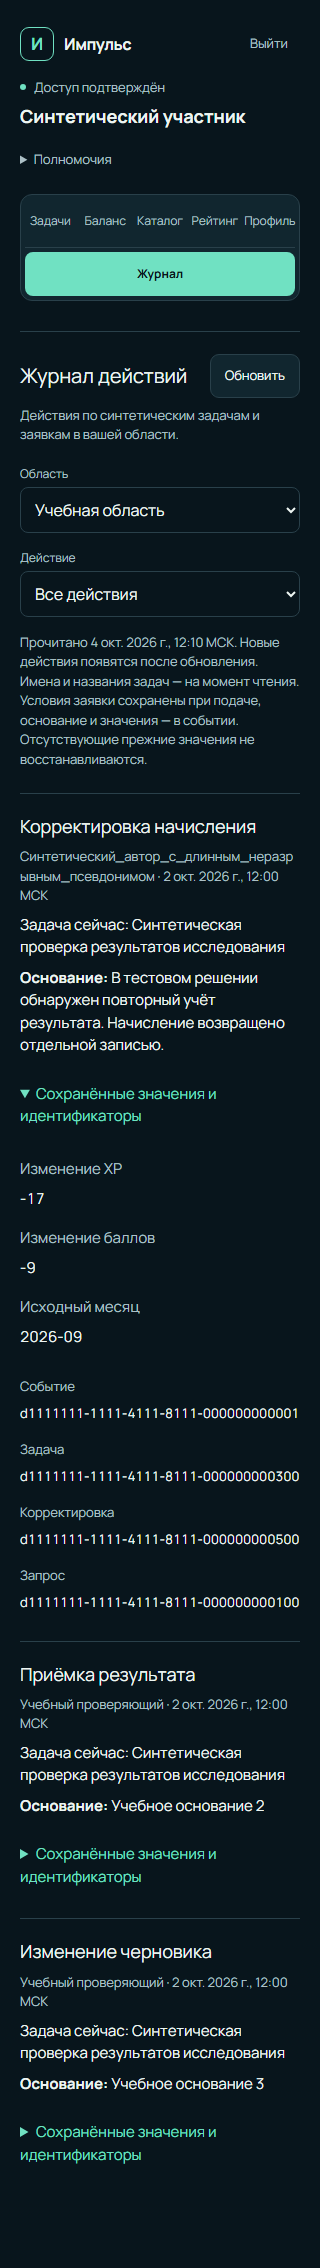 И Импульс Выйти
Доступ подтверждён
Синтетический участник
Полномочия
Задачи Баланс Каталог Рейтинг Профиль
Журнал
Журнал действий Обновить
Действия по синтетическим задачам и
заявкам в вашей области.
Область
Учебная область
Действие
Все действия
Прочитано 4 окт. 2026 г., 12:10 МСК. Новые
действия появятся после обновления.
Имена и названия задач — на момент чтения.
Условия заявки сохранены при подаче,
основание и значения — в событии.
Отсутствующие прежние значения не
восстанавливаются.
Корректировка начисления
Синтетический_автор_с_длинным_неразр
ывным_псевдонимом · 2 окт. 2026 г., 12:00
МСК
Задача сейчас: Синтетическая
проверка результатов исследования
Основание: В тестовом решении
обнаружен повторный учёт
результата. Начисление возвращено
отдельной записью.
Сохранённые значения и
идентификаторы
Изменение XP
-17
Изменение баллов
-9
Исходный месяц
2026-09
Событие
d1111111-1111-4111-8111-000000000001
Задача
d1111111-1111-4111-8111-000000000300
Корректировка
d1111111-1111-4111-8111-000000000500
Запрос
d1111111-1111-4111-8111-000000000100
Приёмка результата
Учебный проверяющий · 2 окт. 2026 г., 12:00
МСК
Задача сейчас: Синтетическая
проверка результатов исследования
Основание: Учебное основание 2
Сохранённые значения и
идентификаторы
Изменение черновика
Учебный проверяющий · 2 окт. 2026 г., 12:00
МСК
Задача сейчас: Синтетическая
проверка результатов исследования
Основание: Учебное основание 3
Сохранённые значения и
идентификаторы